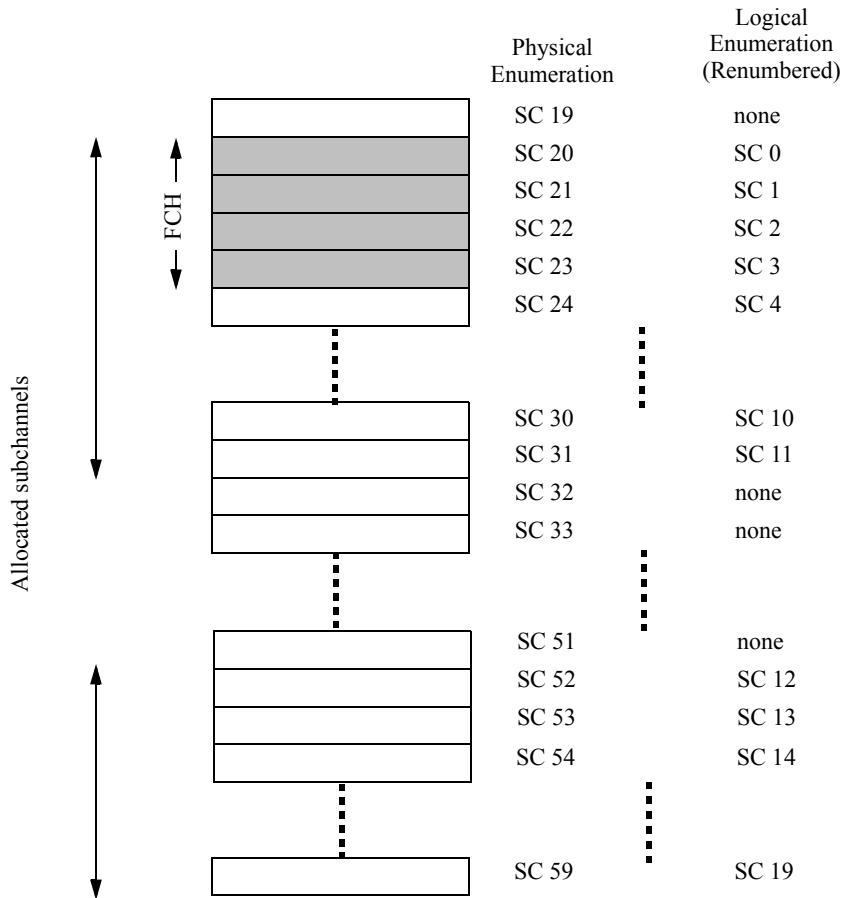 Physical
Enumeration
Logical
Enumeration
(Renumbered)
SC 19 none
SC 20 SC 0
SC 21 SC 1
SC 22 SC 2
SC 23 SC 3
SC 24 SC 4
FCH
SC 30 SC 10
SC 31 SC 11
SC 32 none
SC 33 none
Allocated subchannels
SC 51 none
SC 52 SC 12
SC 53 SC 13
SC 54 SC 14
SC 59 SC 19